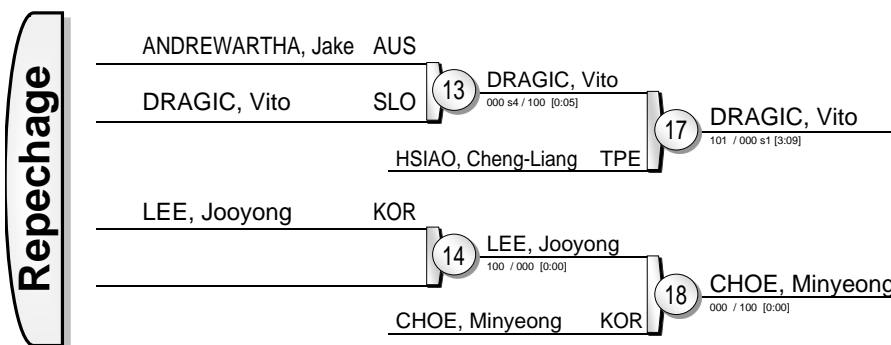 Repechage
ANDREWARTHA, Jake AUS
DRAGIC, Vito SLO
13
DRAGIC, Vito
000 s4 / 100 [0:05]
HSIAO, Cheng-Liang TPE
17
DRAGIC, Vito
101 / 000 s1 [3:09]
LEE, Jooyong KOR
14
LEE, Jooyong
100 / 000 [0:00]
CHOE, Minyeong KOR
18
CHOE, Minyeong
000 / 100 [0:00]